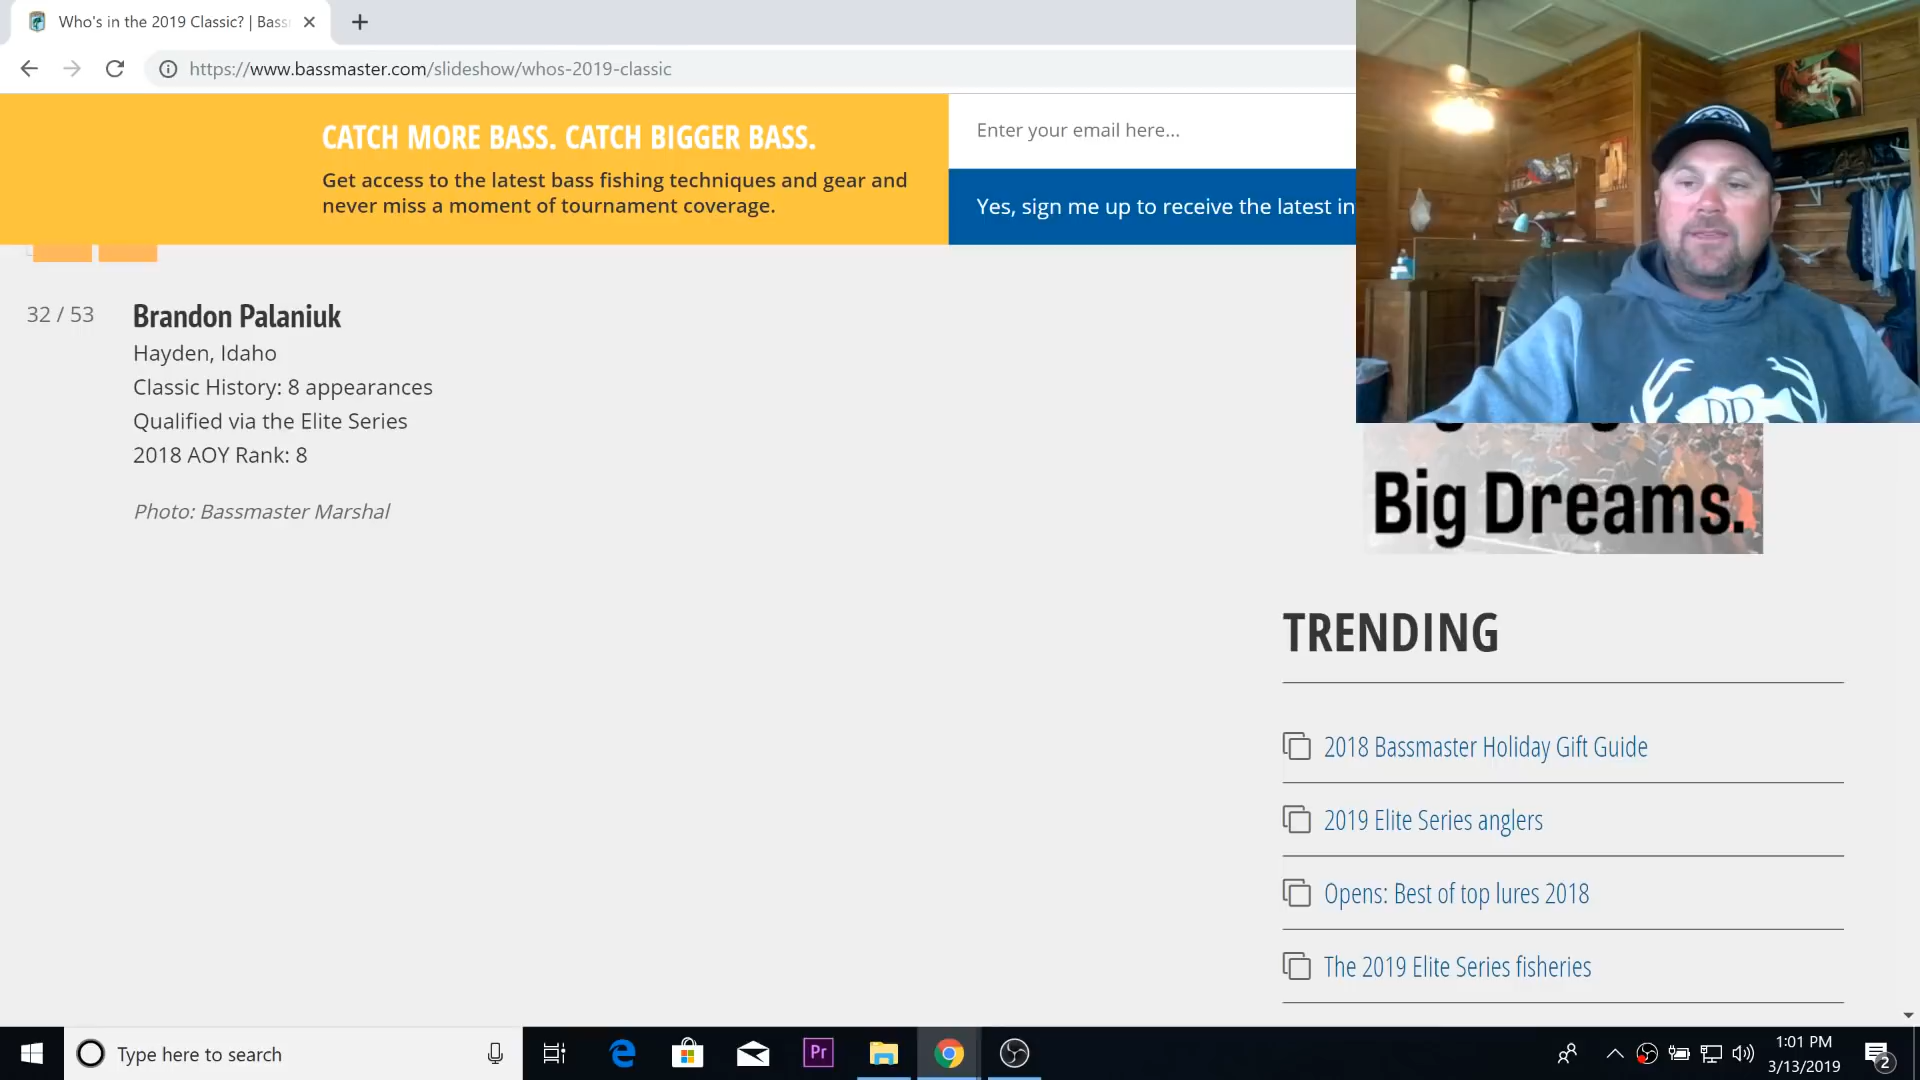 Who's in the 2019 Classic? | Bass
https://www.bassmaster.com/slideshow/whos-2019-classic
CATCH MORE BASS. CATCH BIGGER BASS.
Get access to the latest bass fishing techniques and gear and
never miss a moment of tournament coverage.
Enter your email here...
Yes, sign me up to receive the latest in
32 / 53
Brandon Palaniuk
Hayden, Idaho
Classic History: 8 appearances
Qualified via the Elite Series
2018 AOY Rank: 8
Photo: Bassmaster Marshal
DD
Big Dreams.
TRENDING
2018 Bassmaster Holiday Gift Guide
2019 Elite Series anglers
Opens: Best of top lures 2018
The 2019 Elite Series fisheries
Type here to search
Pr
1:01 PM
3/13/2019
2